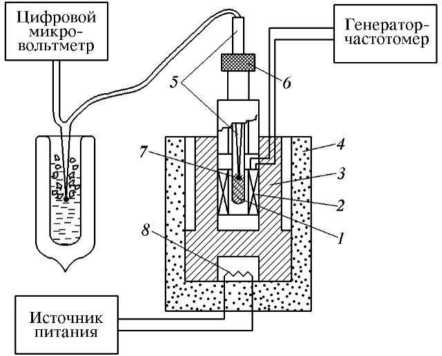 Цифровой
микро-
вольтметр
Генератор-
частотомер
5
6
4
7
3
2
1
8
Источник
питания